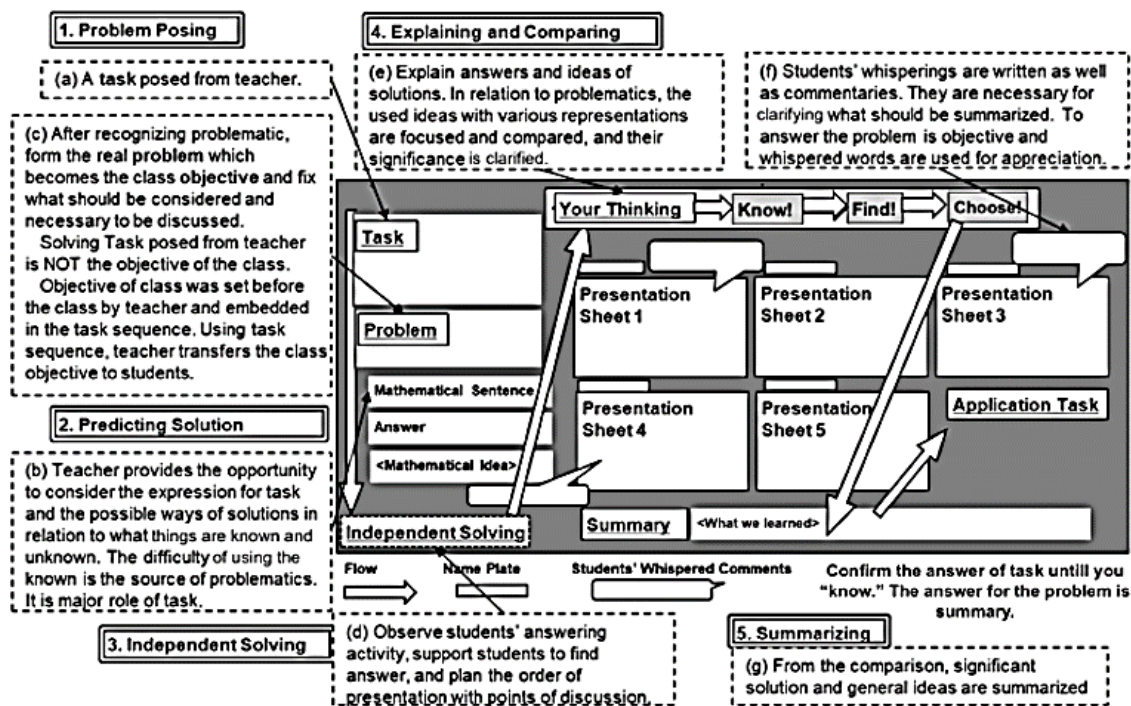 1. Problem Posing
(a) A task posed from teacher.
(c) After recognizing problematic,
form the real problem which
becomes the class objective and fix
what should be considered and
necessary to be discussed.
Solving Task posed from teacher
is NOT the objective of the class.
Objective of class was set before
the class by teacher and embedded
in the task sequence. Using task
sequence, teacher transfers the class
objective to students.
2. Predicting Solution
(b) Teacher provides the opportunity
to consider the expression for task
and the possible ways of solutions in
relation to what things are known and
unknown. The difficulty of using the
known is the source of problematics.
It is major role of task.
3. Independent Solving
4. Explaining and Comparing
(e) Explain answers and ideas of
solutions. In relation to problematics, the
used ideas with various representations
are focused and compared, and their
significance is clarified.
(f) Students' whisperings are written as well
as commentaries. They are necessary for
clarifying what should be summarized. To
answer the problem is objective and
whispered words are used for appreciation.
Task
Problem
Mathematical Sentence
Answer
<Mathematical Idea>
Independent Solving
Your Thinking
Know!
Find!
Choose!
Presentation
Sheet 1
Presentation
Sheet 2
Presentation
Sheet 3
Presentation
Sheet 4
Presentation
Sheet 5
Application Task
Summary
<What we learned>
Flow
Name Plate
Students' Whispered Comments
Confirm the answer of task untill you
"know." The answer for the problem is
summary.
(d) Observe students' answering
activity, support students to find
answer, and plan the order of
presentation with points of discussion.
5. Summarizing
(g) From the comparison, significant
solution and general ideas are summarized